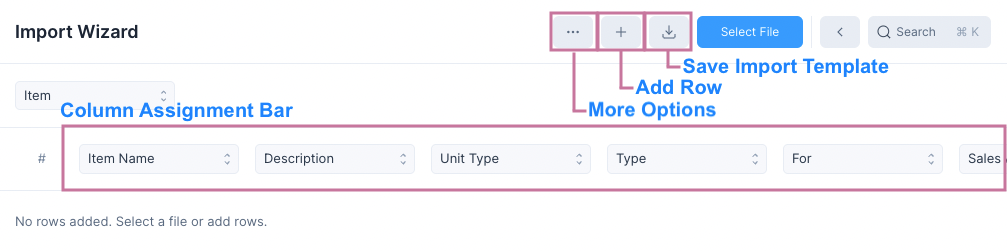 Import Wizard
...
+
Select File
<
Search ⌘ K
Save Import Template
Add Row
More Options
Item
Column Assignment Bar
# Item Name Description Unit Type Type For Sales
No rows added. Select a file or add rows.